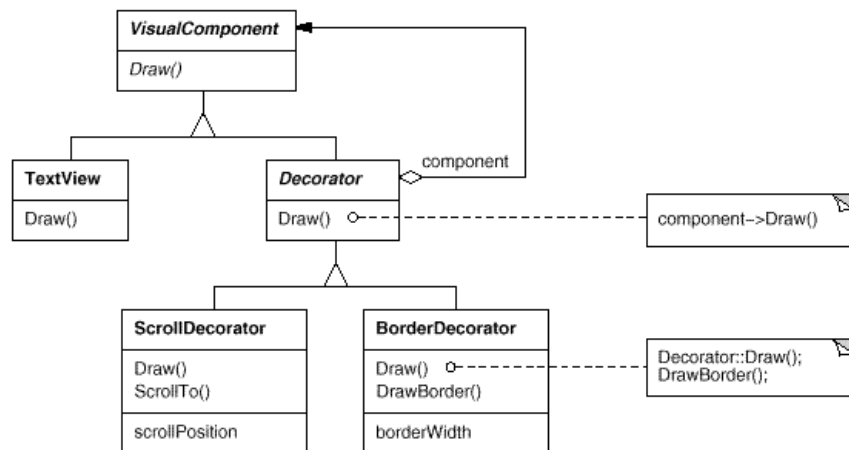 VisualComponent
Draw()
component
TextView
Draw()
Decorator
Draw()
component->Draw()
ScrollDecorator
Draw()
ScrollTo()
scrollPosition
BorderDecorator
Draw()
DrawBorder()
borderWidth
Decorator::Draw();
DrawBorder();